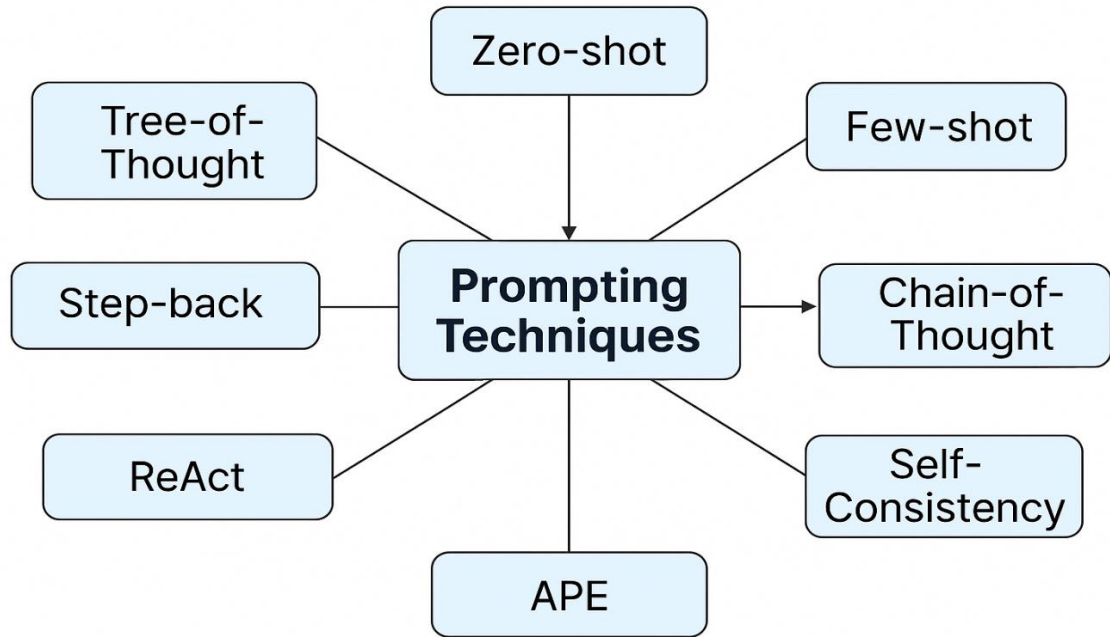 Zero-shot
Tree-of-
Thought
Few-shot
Step-back
Prompting
Techniques
Chain-of-
Thought
ReAct
Self-
Consistency
APE